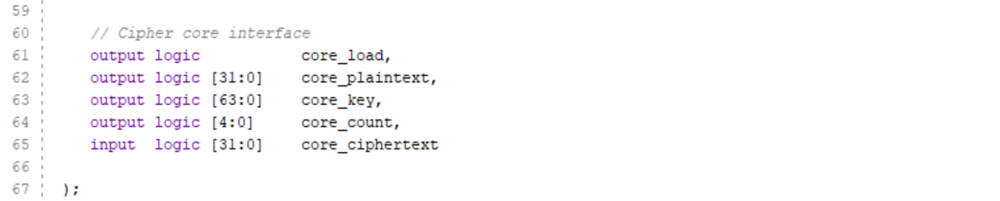 59
60 // Cipher core interface
61 output logic core_load,
62 output logic [31:0] core_plaintext,
63 output logic [63:0] core_key,
64 output logic [4:0] core_count,
65 input logic [31:0] core_ciphertext
66
67 );